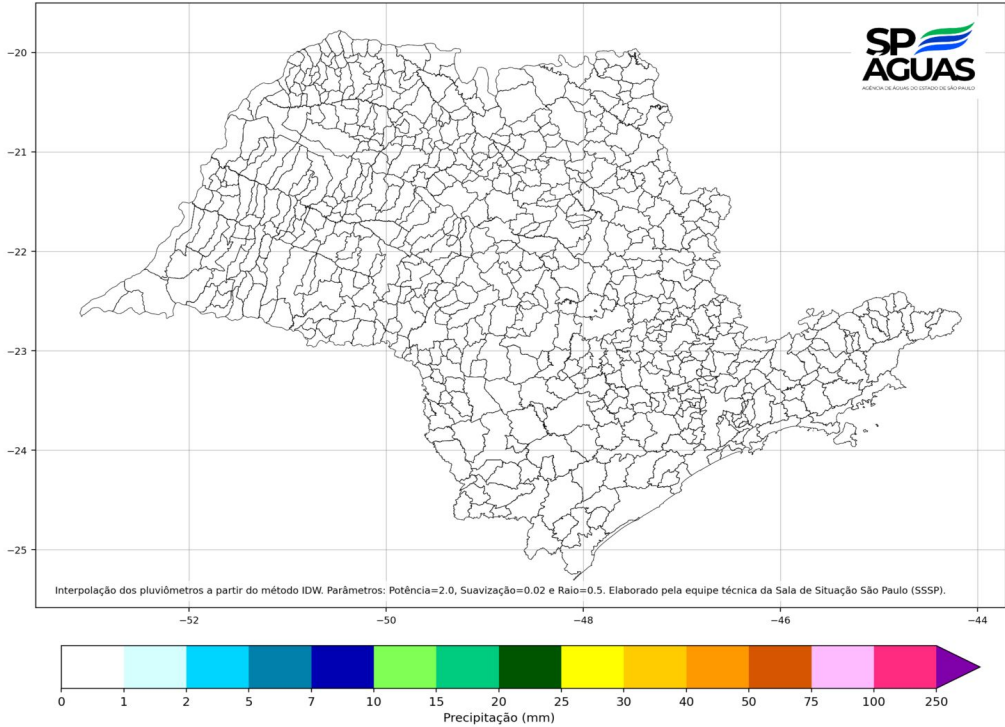 SP
ÁGUAS
AGÊNCIA DE ÁGUAS DO ESTADO DE SÃO PAULO
−20
−21
−22
−23
−24
−25
Interpolação dos pluviômetros a partir do método IDW. Parâmetros: Potência=2.0, Suavização=0.02 e Raio=0.5. Elaborado pela equipe técnica da Sala de Situação São Paulo (SSSP).
−52 −50 −48 −46 −44
0 1 2 5 7 10 15 20 25 30 40 50 75 100 250
Precipitação (mm)